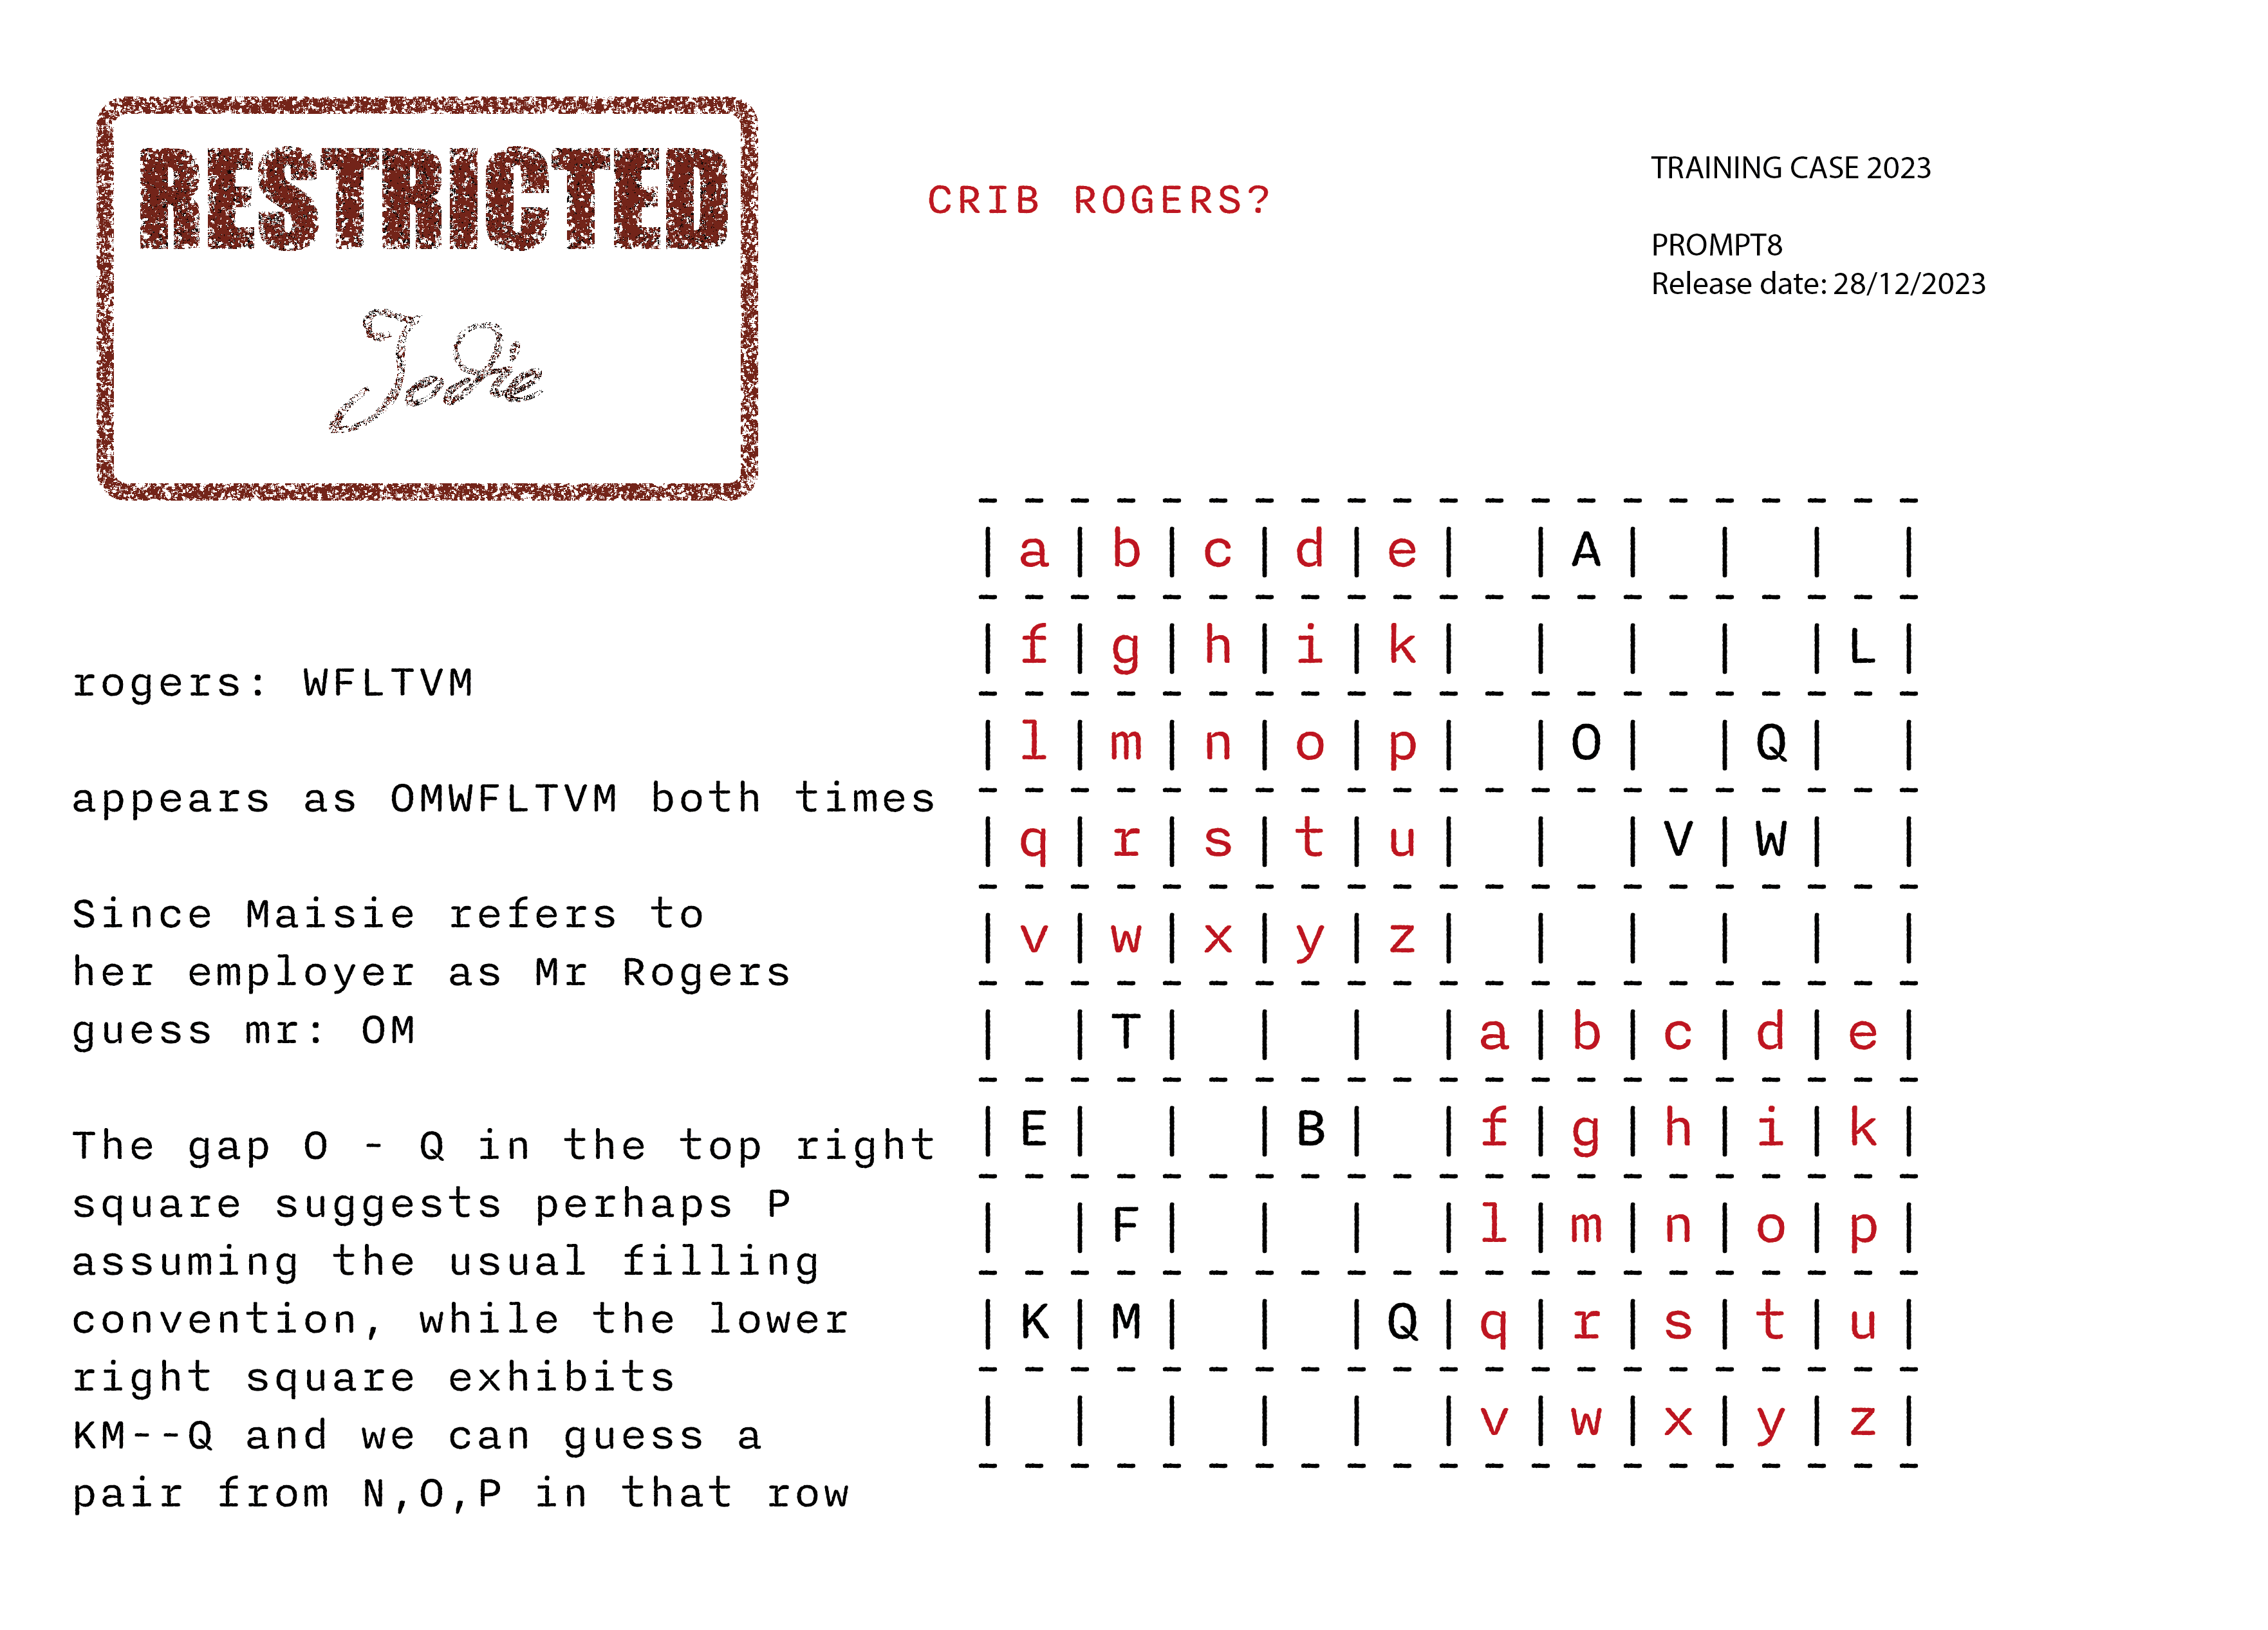 RESTRICTED
Jodie
CRIB ROGERS?
TRAINING CASE 2023
PROMPT8
Release date: 28/12/2023
rogers: WFLTVM
appears as OMWFLTVM both times
Since Maisie refers to
her employer as Mr Rogers
guess mr: OM
The gap O - Q in the top right
square suggests perhaps P
assuming the usual filling
convention, while the lower
right square exhibits
KM--Q and we can guess a
pair from N,O,P in that row
|a|b|c|d|e| |A| | | |
|f|g|h|i|k| | | | |L|
|l|m|n|o|p| |O| |Q| |
|q|r|s|t|u| | |V|W| |
|v|w|x|y|z| | | | | |
| |T| | | |a|b|c|d|e|
|E| | |B| |f|g|h|i|k|
| |F| | | |l|m|n|o|p|
|K|M| | |Q|q|r|s|t|u|
| | | | | |v|w|x|y|z|